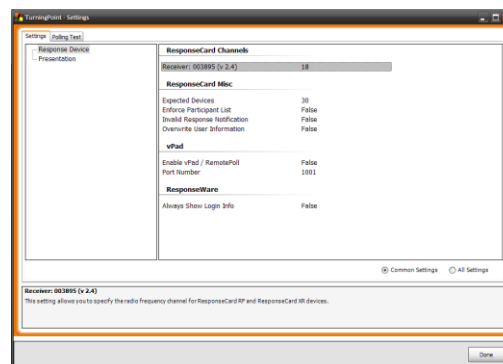 TurningPoint - Settings
Settings Polling Test
Response Device
Presentation
ResponseCard Channels
Receiver: 003895 (v 2.4) 18
ResponseCard Misc
Expected Devices 30
Enforce Participant List False
Invalid Response Notification False
Overwrite User Information False
vPad
Enable vPad / RemotePoll False
Port Number 1001
ResponseWare
Always Show Login Info False
Common Settings All Settings
Receiver: 003895 (v 2.4)
This setting allows you to specify the radio frequency channel for ResponseCard RF and ResponseCard XR devices.
Done